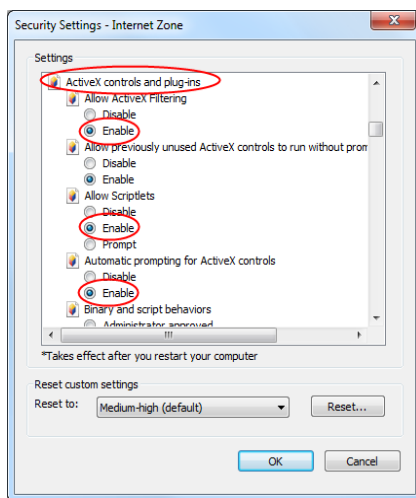 Security Settings - Internet Zone
Settings
ActiveX controls and plug-ins
Allow ActiveX Filtering
Disable
Enable
Allow previously unused ActiveX controls to run without prom
Disable
Enable
Allow Scriptlets
Disable
Enable
Prompt
Automatic prompting for ActiveX controls
Disable
Enable
Binary and script behaviors
Administrator approved
*Takes effect after you restart your computer
Reset custom settings
Reset to: Medium-high (default) Reset...
OK Cancel